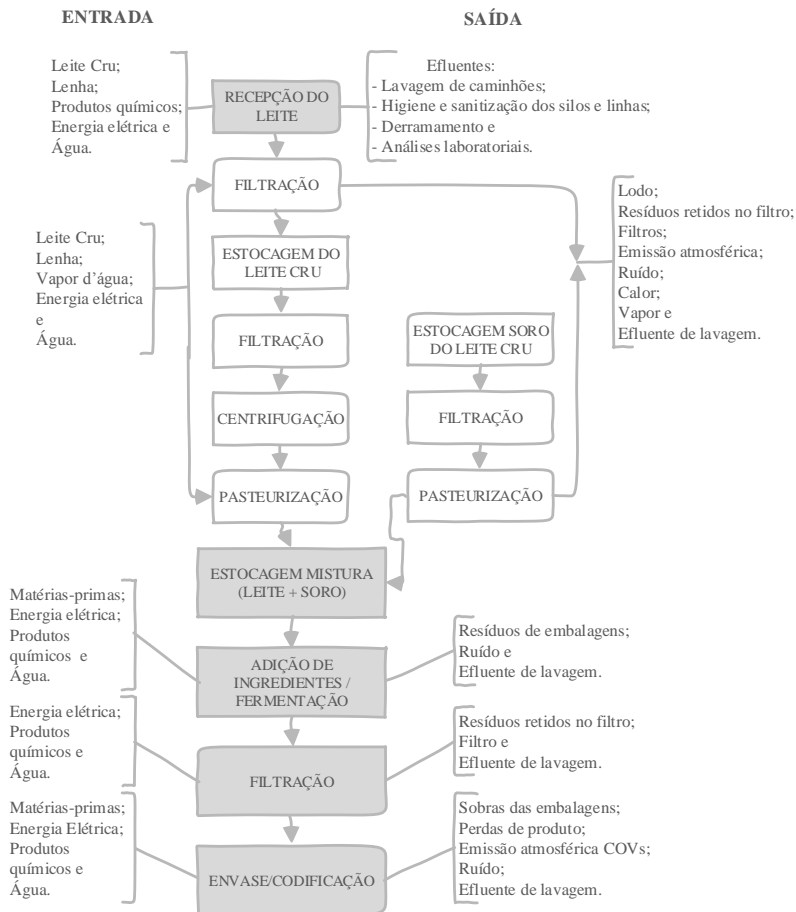 ENTRADA
SAÍDA
Leite Cru;
Lenha;
Produtos químicos;
Energia elétrica e
Água.
RECEPÇÃO DO
LEITE
Efluentes:
- Lavagem de caminhões;
- Higiene e sanitização dos silos e linhas;
- Derramamento e
- Análises laboratoriais.
FILTRAÇÃO
Lodo;
Resíduos retidos no filtro;
Filtros;
Emissão atmosférica;
Ruído;
Calor;
Vapor e
Efluente de lavagem.
Leite Cru;
Lenha;
Vapor d’água;
Energia elétrica
e
Água.
ESTOCAGEM DO
LEITE CRU
FILTRAÇÃO
ESTOCAGEM SORO
DO LEITE CRU
CENTRIFUGAÇÃO
FILTRAÇÃO
PASTEURIZAÇÃO
PASTEURIZAÇÃO
ESTOCAGEM MISTURA
(LEITE + SORO)
Matérias-primas;
Energia elétrica;
Produtos
químicos e
Água.
ADIÇÃO DE
INGREDIENTES /
FERMENTAÇÃO
Resíduos de embalagens;
Ruído e
Efluente de lavagem.
Energia elétrica;
Produtos
químicos e
Água.
FILTRAÇÃO
Resíduos retidos no filtro;
Filtro e
Efluente de lavagem.
Matérias-primas;
Energia Elétrica;
Produtos
químicos e
Água.
ENVASE/CODIFICAÇÃO
Sobras das embalagens;
Perdas de produto;
Emissão atmosférica COVs;
Ruído;
Efluente de lavagem.